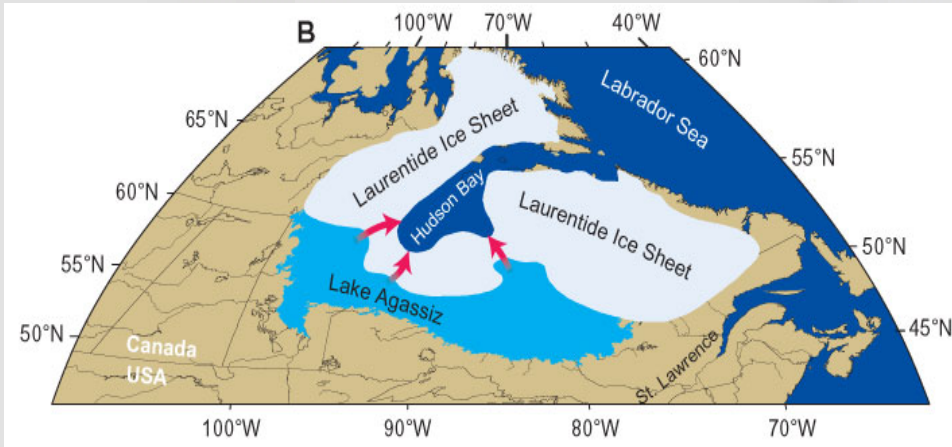 B
100°W
70°W
40°W
60°N
65°N
60°N
55°N
50°N
55°N
50°N
45°N
Labrador Sea
Laurentide Ice Sheet
Hudson Bay
Laurentide Ice Sheet
Lake Agassiz
St. Lawrence
Canada
USA
100°W
90°W
80°W
70°W